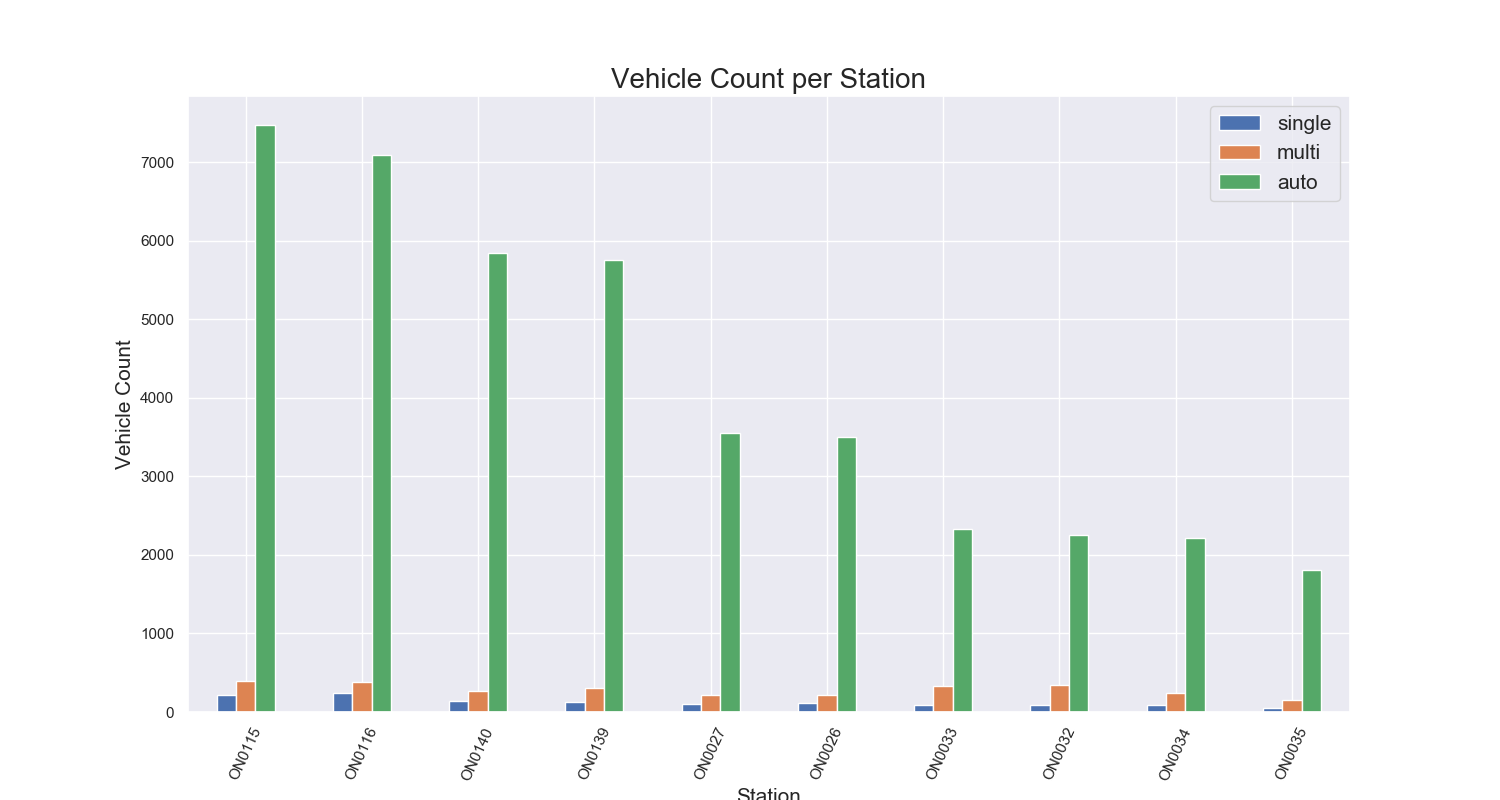 Vehicle Count per Station
single
multi
auto
Vehicle Count
7000
6000
5000
4000
3000
2000
1000
0
ON0115
ON0116
ON0140
ON0139
ON0027
ON0026
ON0033
ON0032
ON0034
ON0035
Station